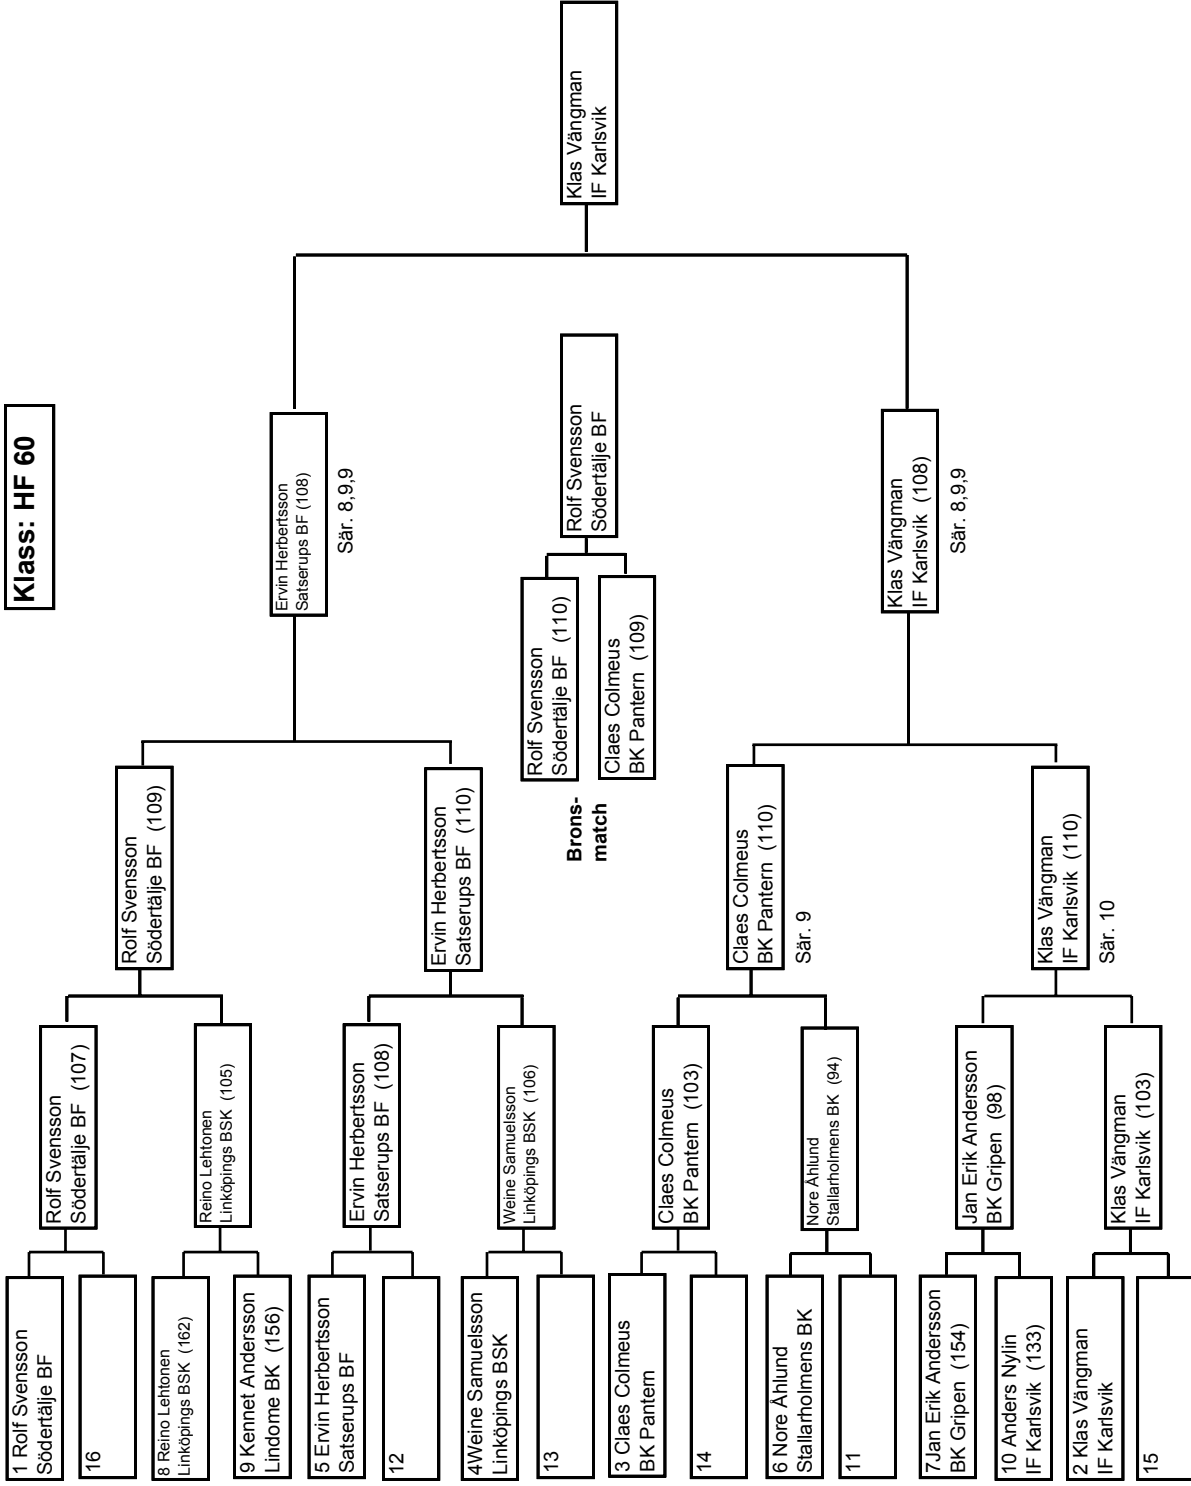 Klass: HF 60
1 Rolf Svensson
Södertälje BF
16
8 Reino Lehtonen
Linköpings BSK (162)
9 Kennet Andersson
Lindome BK (156)
5 Ervin Herbertsson
Satserups BF
12
4Weine Samuelsson
Linköpings BSK
13
3 Claes Colmeus
BK Pantern
14
6 Nore Åhlund
Stallarholmens BK
11
7Jan Erik Andersson
BK Gripen (154)
10 Anders Nylin
IF Karlsvik (133)
2 Klas Vängman
IF Karlsvik
15
Rolf Svensson
Södertälje BF (107)
Reino Lehtonen
Linköpings BSK (105)
Ervin Herbertsson
Satserups BF (108)
Weine Samuelsson
Linköpings BSK (106)
Claes Colmeus
BK Pantern (103)
Nore Åhlund
Stallarholmens BK (94)
Jan Erik Andersson
BK Gripen (98)
Klas Vängman
IF Karlsvik (103)
Rolf Svensson
Södertälje BF (109)
Ervin Herbertsson
Satserups BF (110)
Claes Colmeus
BK Pantern (110)
Sär. 9
Klas Vängman
IF Karlsvik (110)
Sär. 10
Brons-
match
Rolf Svensson
Södertälje BF (110)
Claes Colmeus
BK Pantern (109)
Rolf Svensson
Södertälje BF
Ervin Herbertsson
Satserups BF (108)
Sär. 8,9,9
Klas Vängman
IF Karlsvik (108)
Sär. 8,9,9
Klas Vängman
IF Karlsvik